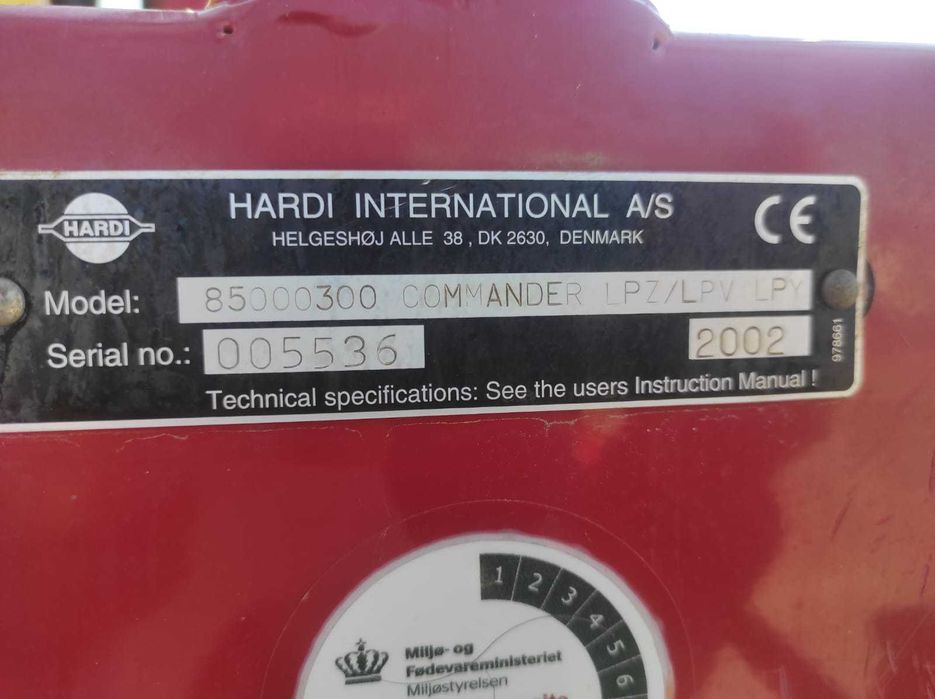 HARDI
HARDI INTERNATIONAL A/S
HELGESHØJ ALLE 38, DK 2630, DENMARK
CE
Model: 85000300 COMMANDER LPZ/LPV LPY
Serial no.: 005536 2002
978661
Technical specifications: See the users Instruction Manual !
1 2 3 4 5 6
Miljø- og
Fødevareministeriet
Miljøstyrelsen